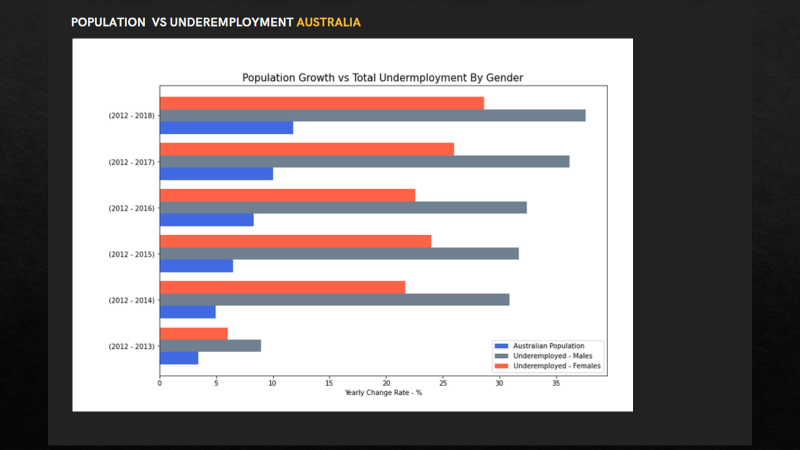 POPULATION VS UNDEREMPLOYMENT AUSTRALIA
Population Growth vs Total Undermployment By Gender
(2012 - 2018)
(2012 - 2017)
(2012 - 2016)
(2012 - 2015)
(2012 - 2014)
(2012 - 2013)
Australian Population
Underemployed - Males
Underemployed - Females
0 5 10 15 20 25 30 35
Yearly Change Rate - %